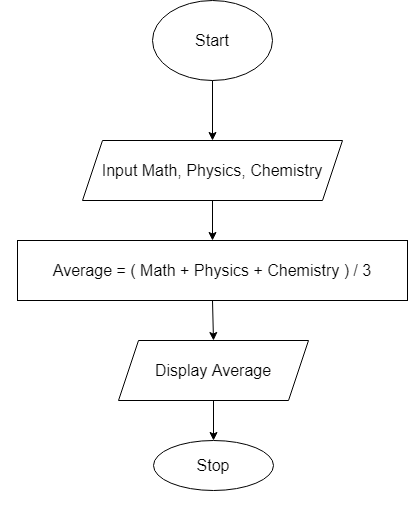 Start
Input Math, Physics, Chemistry
Average = ( Math + Physics + Chemistry ) / 3
Display Average
Stop